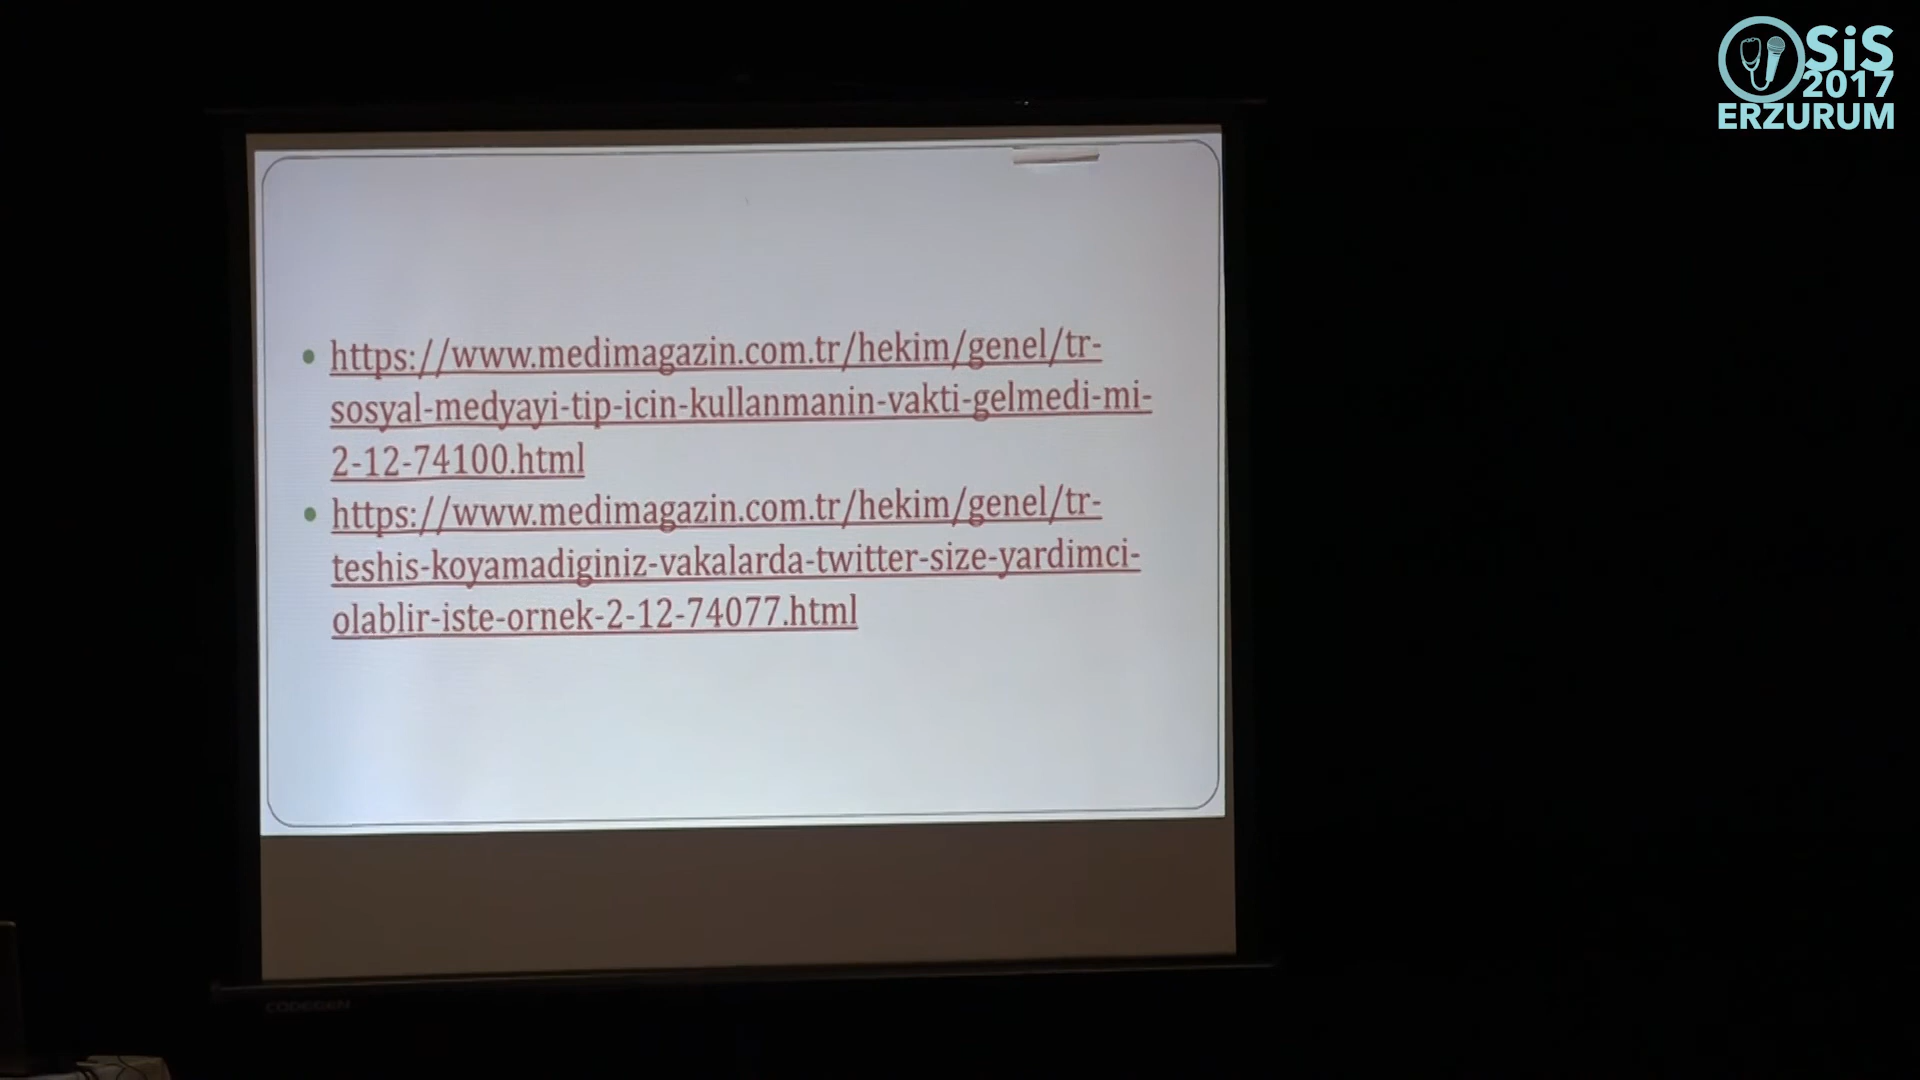 SiS
2017
ERZURUM
https://www.medimagazin.com.tr/hekim/genel/tr-
sosyal-medyayi-tip-icin-kullanmanin-vakti-gelmedi-mi-
2-12-74100.html
https://www.medimagazin.com.tr/hekim/genel/tr-
teshis-koyamadiginiz-vakalarda-twitter-size-yardimci-
olablir-iste-ornek-2-12-74077.html
CODEGEN